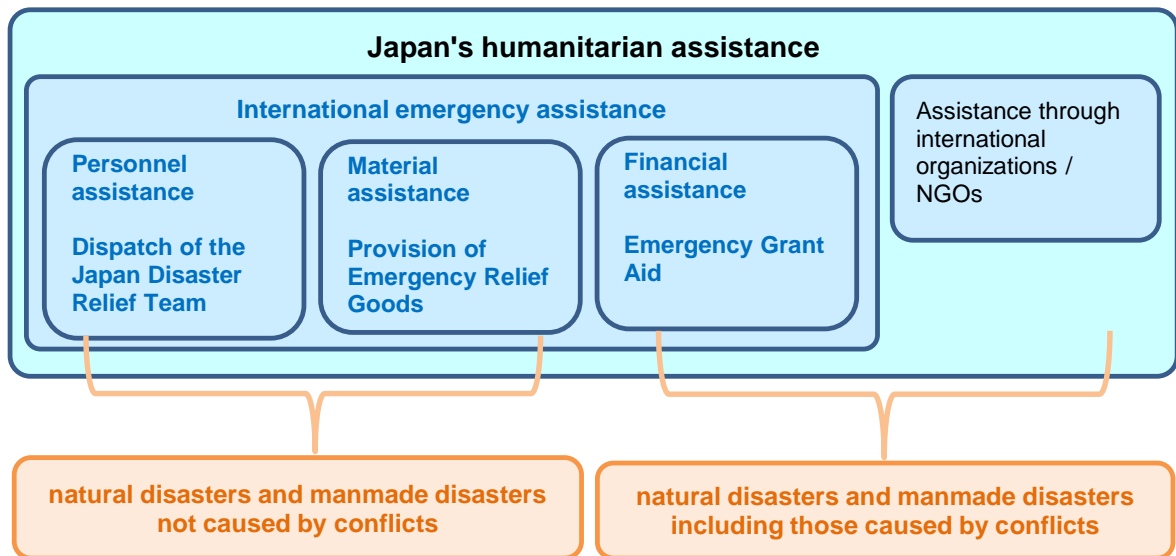 Japan's humanitarian assistance
International emergency assistance
Personnel
assistance
Dispatch of the
Japan Disaster
Relief Team
Material
assistance
Provision of
Emergency Relief
Goods
Financial
assistance
Emergency Grant
Aid
Assistance through
international
organizations /
NGOs
natural disasters and manmade disasters
not caused by conflicts
natural disasters and manmade disasters
including those caused by conflicts